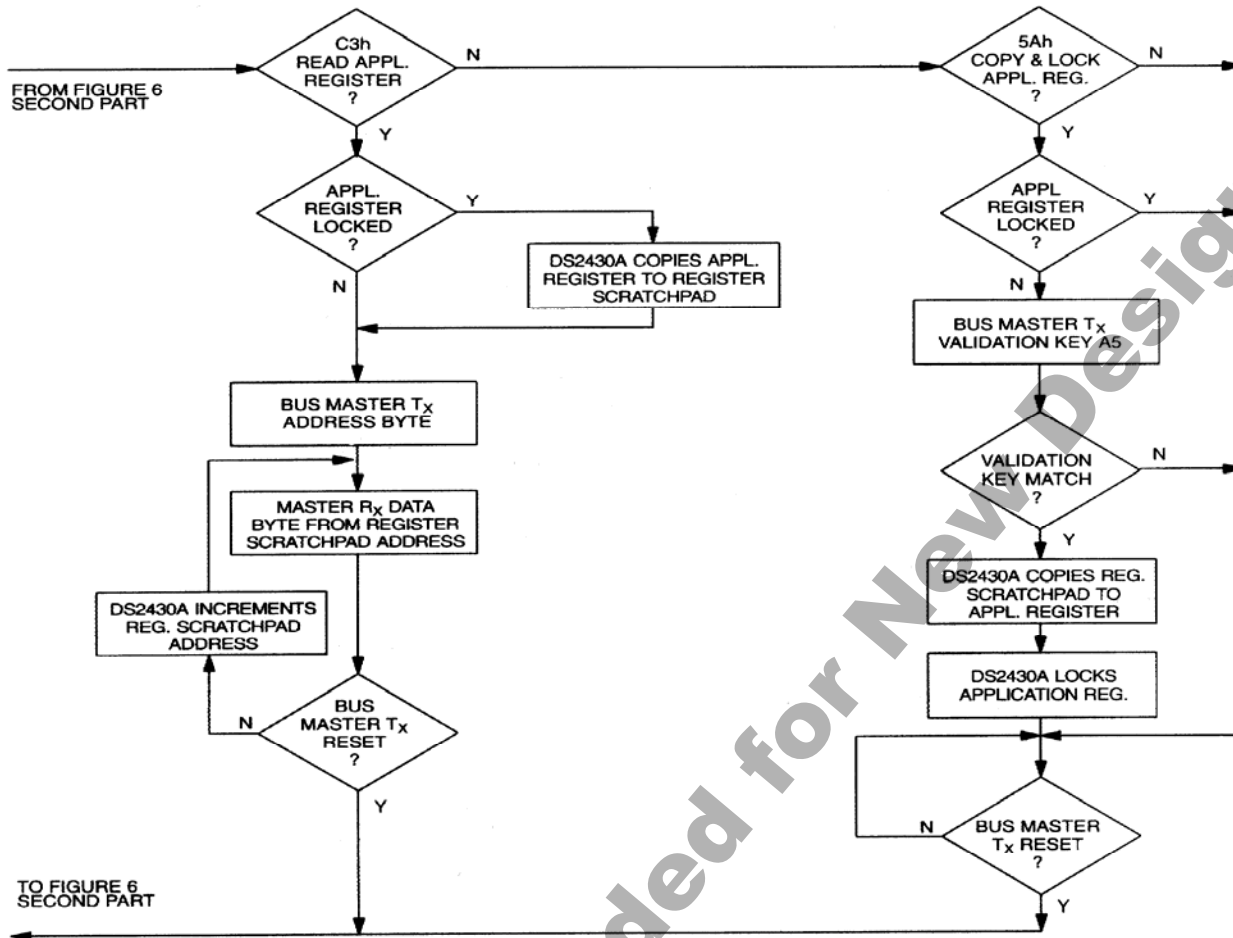 C3h
READ APPL.
REGISTER
?
N
Y
FROM FIGURE 6
SECOND PART
5Ah
COPY & LOCK
APPL. REG.
?
N
Y
APPL.
REGISTER
LOCKED
?
Y
N
DS2430A COPIES APPL.
REGISTER TO REGISTER
SCRATCHPAD
APPL
REGISTER
LOCKED
?
Y
N
BUS MASTER TX
VALIDATION KEY A5
BUS MASTER TX
ADDRESS BYTE
VALIDATION
KEY MATCH
?
N
Y
MASTER RX DATA
BYTE FROM REGISTER
SCRATCHPAD ADDRESS
DS2430A COPIES REG.
SCRATCHPAD TO
APPL. REGISTER
DS2430A INCREMENTS
REG. SCRATCHPAD
ADDRESS
DS2430A LOCKS
APPLICATION REG.
BUS
MASTER TX
RESET
?
N
Y
BUS MASTER
TX RESET
?
N
Y
TO FIGURE 6
SECOND PART
for New Design